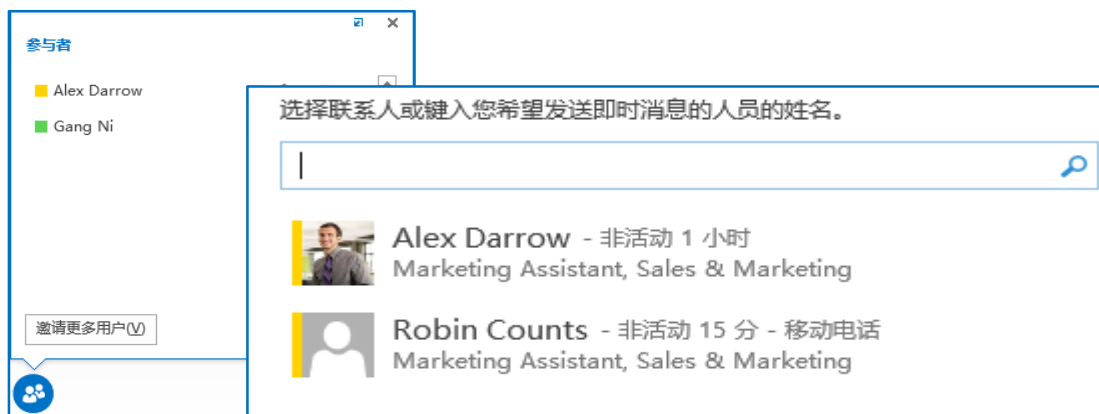 参与者
Alex Darrow
Gang Ni
邀请更多用户(V)
选择联系人或键入您希望发送即时消息的人员的姓名。
Alex Darrow - 非活动 1 小时
Marketing Assistant, Sales & Marketing
Robin Counts - 非活动 15 分 - 移动电话
Marketing Assistant, Sales & Marketing